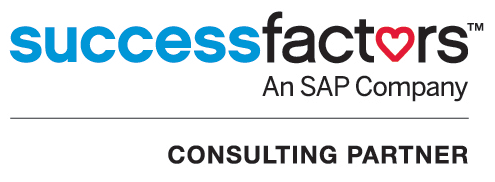 successfactors™
An SAP Company
CONSULTING PARTNER